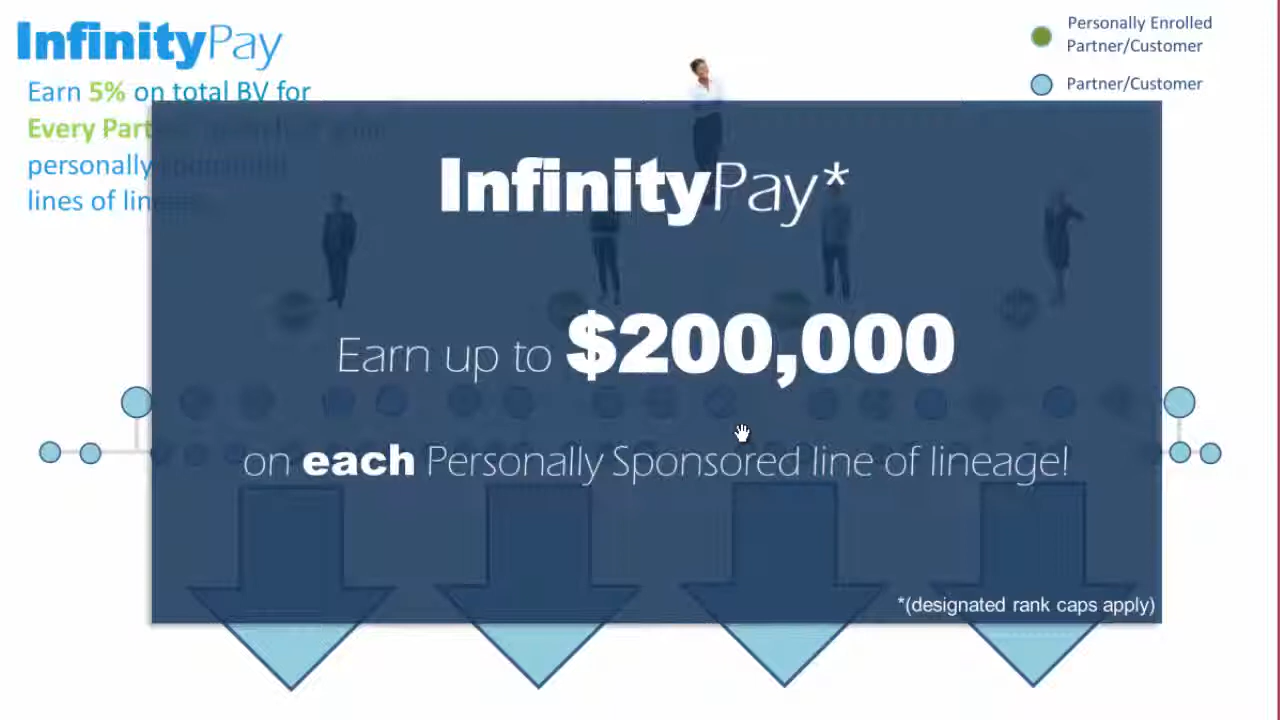 InfinityPay
Personally Enrolled
Partner/Customer
Partner/Customer
Earn 5% on total BV for
Every Part
personally
lines of lin
InfinityPay*
Earn up to $200,000
on each Personally Sponsored line of lineage!
*(designated rank caps apply)